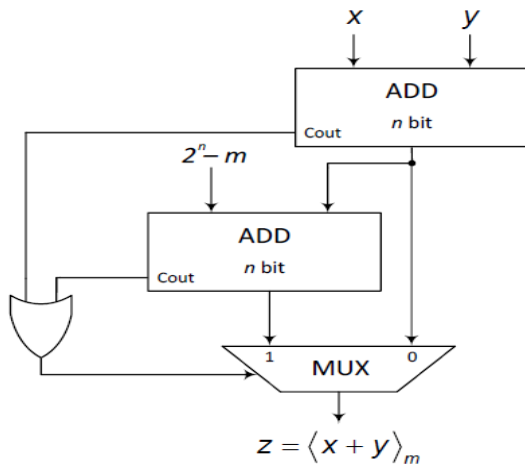 x y
ADD
n bit
Cout
2ⁿ– m
ADD
n bit
Cout
1 0
MUX
z = ⟨x + y⟩ₘ